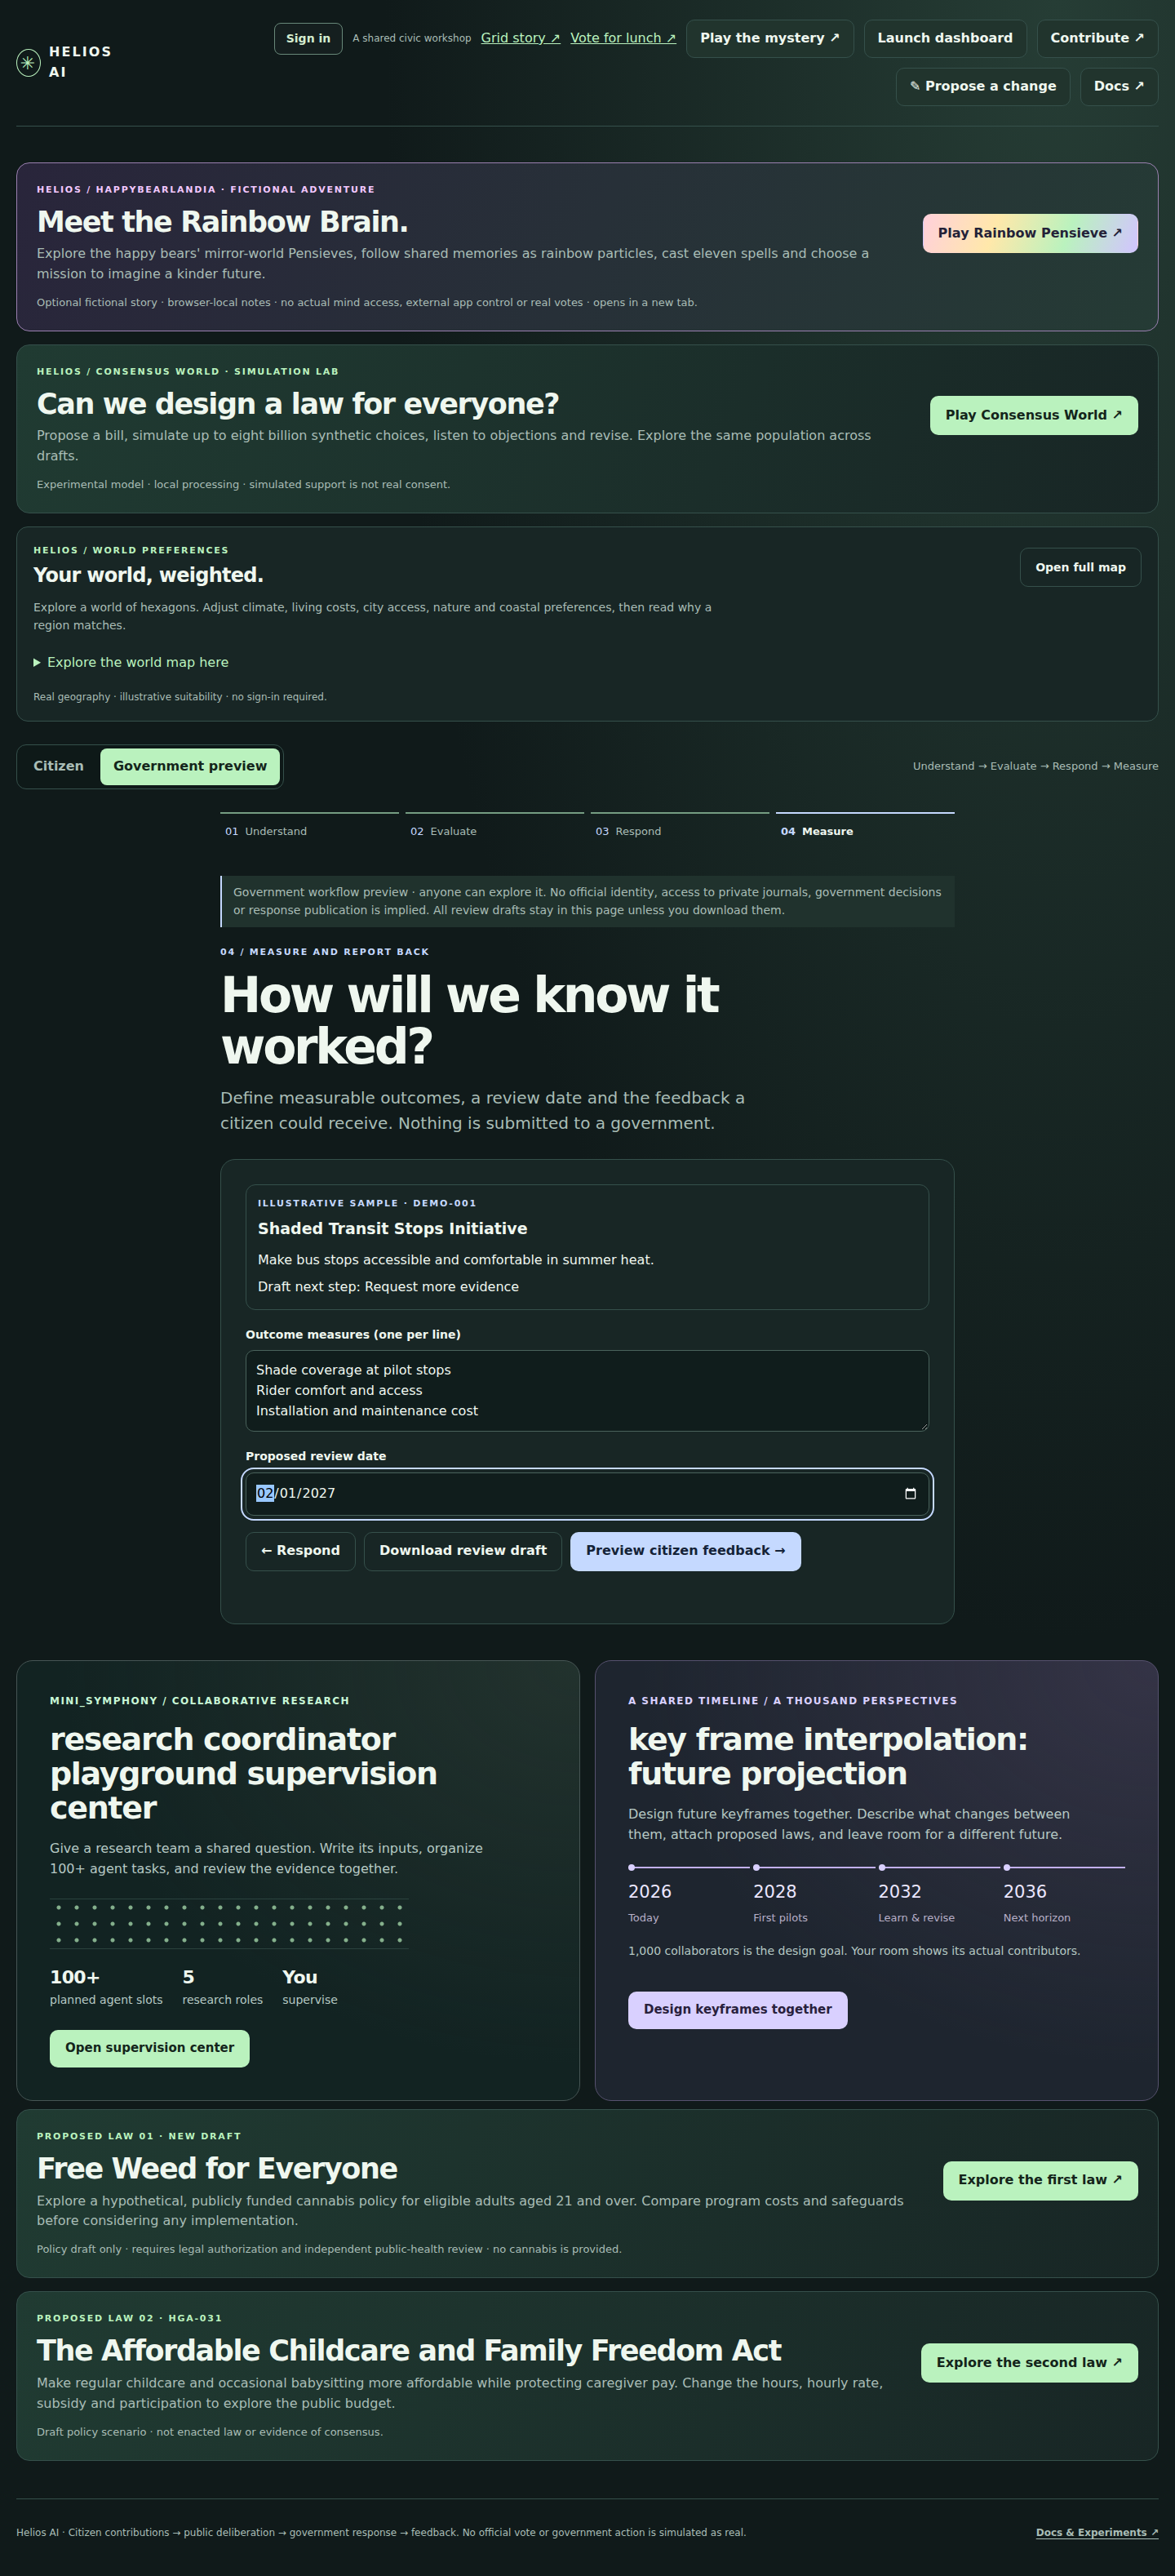 HELIOS
AI
Sign in
A shared civic workshop
Grid story ↗
Vote for lunch ↗
Play the mystery ↗
Launch dashboard
Contribute ↗
✎ Propose a change
Docs ↗
HELIOS / HAPPYBEARLANDIA · FICTIONAL ADVENTURE
Meet the Rainbow Brain.
Explore the happy bears' mirror-world Pensieves, follow shared memories as rainbow particles, cast eleven spells and choose a
mission to imagine a kinder future.
Optional fictional story · browser-local notes · no actual mind access, external app control or real votes · opens in a new tab.
Play Rainbow Pensieve ↗
HELIOS / CONSENSUS WORLD · SIMULATION LAB
Can we design a law for everyone?
Propose a bill, simulate up to eight billion synthetic choices, listen to objections and revise. Explore the same population across
drafts.
Experimental model · local processing · simulated support is not real consent.
Play Consensus World ↗
HELIOS / WORLD PREFERENCES
Your world, weighted.
Explore a world of hexagons. Adjust climate, living costs, city access, nature and coastal preferences, then read why a
region matches.
▶ Explore the world map here
Real geography · illustrative suitability · no sign-in required.
Open full map
Citizen
Government preview
Understand → Evaluate → Respond → Measure
01 Understand
02 Evaluate
03 Respond
04 Measure
Government workflow preview · anyone can explore it. No official identity, access to private journals, government decisions
or response publication is implied. All review drafts stay in this page unless you download them.
04 / MEASURE AND REPORT BACK
How will we know it
worked?
Define measurable outcomes, a review date and the feedback a
citizen could receive. Nothing is submitted to a government.
ILLUSTRATIVE SAMPLE · DEMO-001
Shaded Transit Stops Initiative
Make bus stops accessible and comfortable in summer heat.
Draft next step: Request more evidence
Outcome measures (one per line)
Shade coverage at pilot stops
Rider comfort and access
Installation and maintenance cost
Proposed review date
02/01/2027
← Respond
Download review draft
Preview citizen feedback →
MINI_SYMPHONY / COLLABORATIVE RESEARCH
research coordinator
playground supervision
center
Give a research team a shared question. Write its inputs, organize
100+ agent tasks, and review the evidence together.
100+
planned agent slots
5
research roles
You
supervise
Open supervision center
A SHARED TIMELINE / A THOUSAND PERSPECTIVES
key frame interpolation:
future projection
Design future keyframes together. Describe what changes between
them, attach proposed laws, and leave room for a different future.
2026
Today
2028
First pilots
2032
Learn & revise
2036
Next horizon
1,000 collaborators is the design goal. Your room shows its actual contributors.
Design keyframes together
PROPOSED LAW 01 · NEW DRAFT
Free Weed for Everyone
Explore a hypothetical, publicly funded cannabis policy for eligible adults aged 21 and over. Compare program costs and safeguards
before considering any implementation.
Policy draft only · requires legal authorization and independent public-health review · no cannabis is provided.
Explore the first law ↗
PROPOSED LAW 02 · HGA-031
The Affordable Childcare and Family Freedom Act
Make regular childcare and occasional babysitting more affordable while protecting caregiver pay. Change the hours, hourly rate,
subsidy and participation to explore the public budget.
Draft policy scenario · not enacted law or evidence of consensus.
Explore the second law ↗
Helios AI · Citizen contributions → public deliberation → government response → feedback. No official vote or government action is simulated as real.
Docs & Experiments ↗